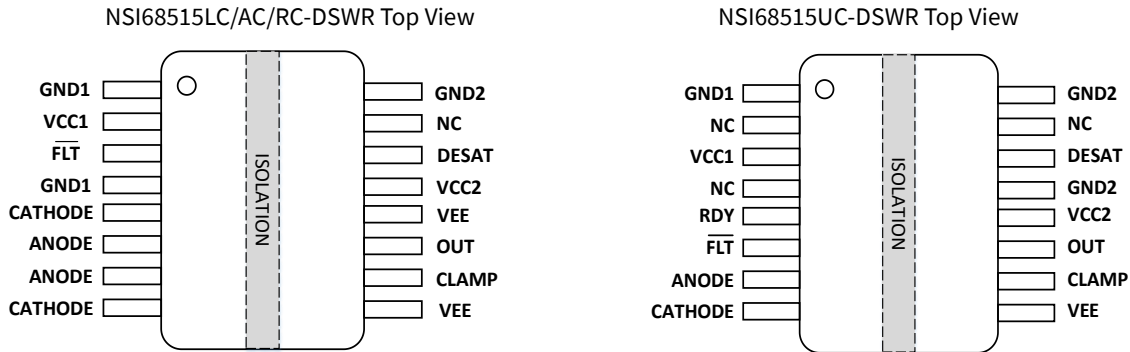 NSI68515LC/AC/RC-DSWR Top View
GND1
VCC1
FLT
GND1
CATHODE
ANODE
ANODE
CATHODE
ISOLATION
GND2
NC
DESAT
VCC2
VEE
OUT
CLAMP
VEE
NSI68515UC-DSWR Top View
GND1
NC
VCC1
NC
RDY
FLT
ANODE
CATHODE
ISOLATION
GND2
NC
DESAT
GND2
VCC2
OUT
CLAMP
VEE